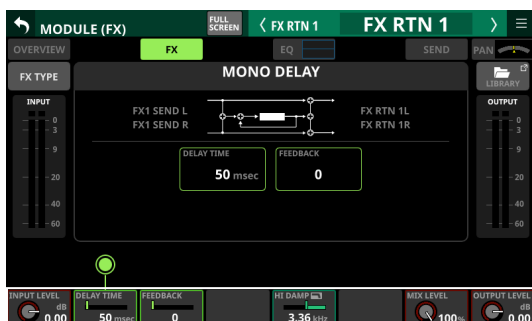 MODULE (FX)
FULL SCREEN
FX RTN 1
FX RTN 1
OVERVIEW
FX
EQ
SEND
PAN
FX TYPE
MONO DELAY
LIBRARY
INPUT
0
3
9
20
40
60
FX1 SEND L
FX1 SEND R
FX RTN 1L
FX RTN 1R
DELAY TIME
50 msec
FEEDBACK
0
OUTPUT
0
3
9
20
40
60
INPUT LEVEL
dB
0.00
DELAY TIME
50 msec
FEEDBACK
0
HI DAMP
3.36 kHz
MIX LEVEL
100%
OUTPUT LEVEL
dB
0.00